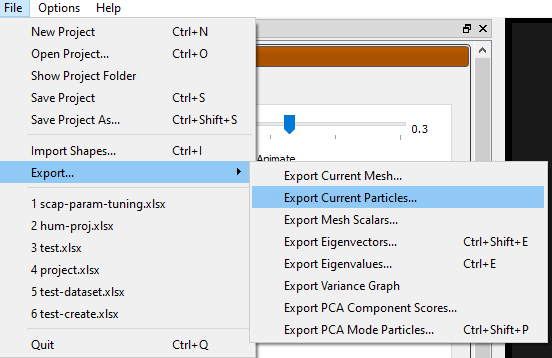 File Options Help
New Project Ctrl+N
Open Project... Ctrl+O
Show Project Folder
Save Project Ctrl+S
Save Project As... Ctrl+Shift+S
0.3
Import Shapes... Ctrl+I
Animate
Export...
Export Current Mesh...
Export Current Particles...
1 scap-param-tuning.xlsx
Export Mesh Scalars...
2 hum-proj.xlsx
Export Eigenvectors... Ctrl+Shift+E
3 test.xlsx
Export Eigenvalues... Ctrl+E
4 project.xlsx
Export Variance Graph
5 test-dataset.xlsx
Export PCA Component Scores...
6 test-create.xlsx
Export PCA Mode Particles... Ctrl+Shift+P
Quit Ctrl+Q